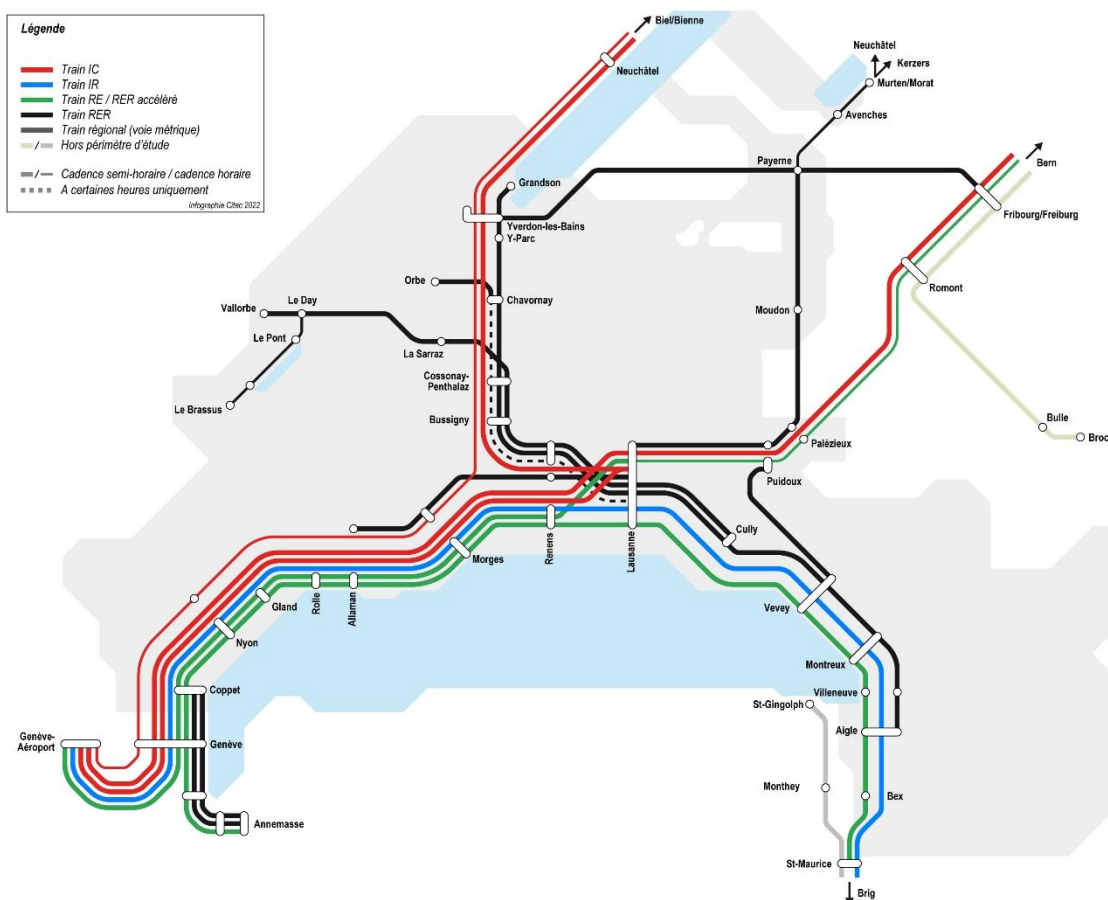 Légende
Train IC
Train IR
Train RE / RER accéléré
Train RER
Train régional (voie métrique)
/ Hors périmètre d'étude
/ Cadence semi-horaire / cadence horaire
A certaines heures uniquement
Infographie Citec 2022
Biel/Bienne
Neuchâtel
Neuchâtel
Kerzers
Murten/Morat
Avenches
Payerne
Bern
Grandson
Fribourg/Freiburg
Yverdon-les-Bains
Y-Parc
Orbe
Chavornay
Romont
Vallorbe
Le Day
Moudon
Le Pont
La Sarraz
Cossonay-
Penthalaz
Le Brassus
Bussigny
Bulle
Broc
Palézieux
Puidoux
Cully
Morges
Renens
Lausanne
Gland
Rolle
Allaman
Vevey
Nyon
Montreux
Coppet
Villeneuve
St-Gingolph
Genève-
Aéroport
Genève
Aigle
Monthey
Bex
Annemasse
St-Maurice
Brig